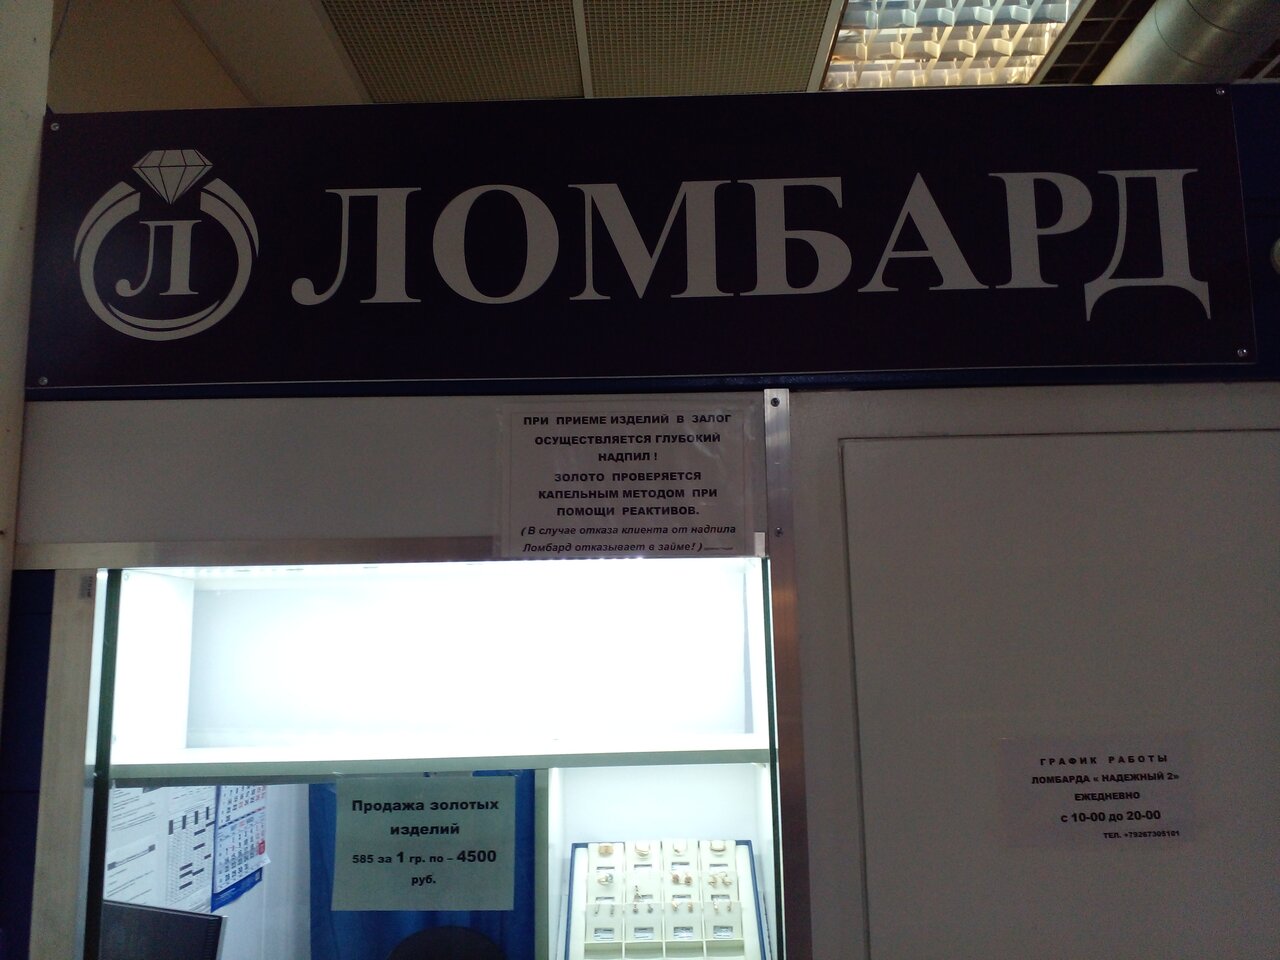 Л
ЛОМБАРД
ПРИ ПРИЕМЕ ИЗДЕЛИЙ В ЗАЛОГ
ОСУЩЕСТВЛЯЕТСЯ ГЛУБОКИЙ
НАДПИЛ !
ЗОЛОТО ПРОВЕРЯЕТСЯ
КАПЕЛЬНЫМ МЕТОДОМ ПРИ
ПОМОЩИ РЕАКТИВОВ.
( В случае отказа клиента от надпила
Ломбард отказывает в займе! )
Продажа золотых
изделий
585 за 1 гр. по – 4500
руб.
ГРАФИК РАБОТЫ
ЛОМБАРДА « НАДЕЖНЫЙ 2»
ЕЖЕДНЕВНО
с 10-00 до 20-00
ТЕЛ. +79267305101